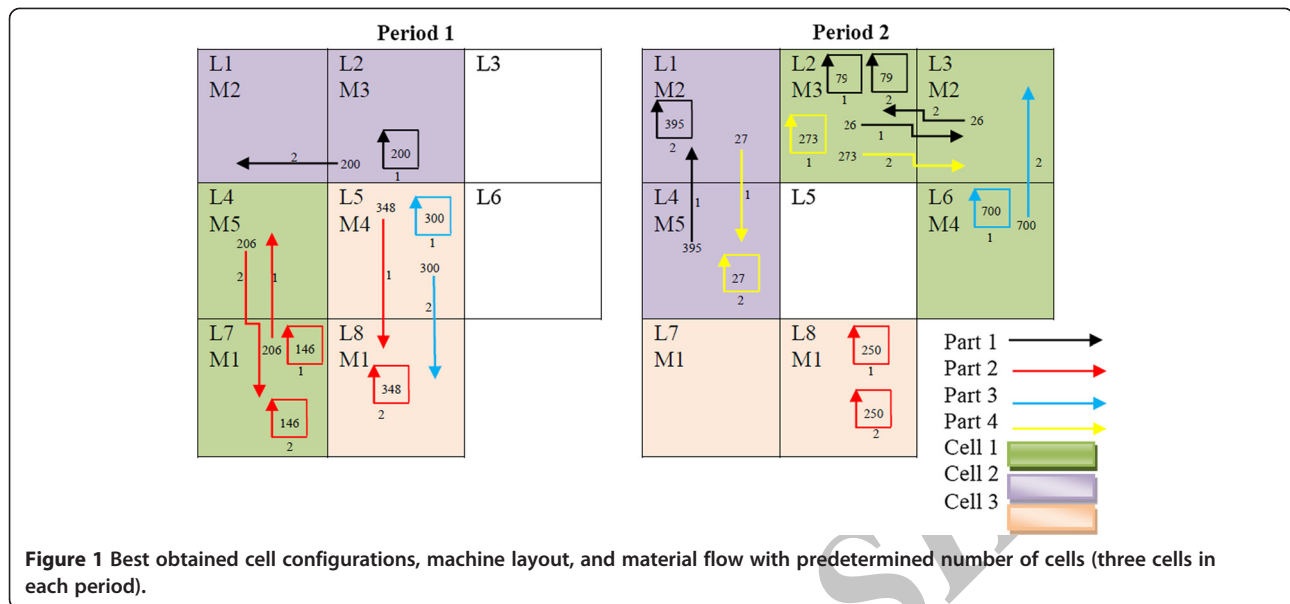 Period 1
L1
M2
L2
M3
L3
2
200
200
1
L4
M5
L5
M4
L6
206
2
1
348
1
300
1
300
2
L7
M1
206
146
1
146
2
L8
M1
348
2
Period 2
L1
M2
395
2
27
L2
M3
79
1
79
2
L3
M2
2
26
26
1
273
1
273
2
L4
M5
1
395
1
27
2
L5
L6
M4
700
1
700
2
L7
M1
L8
M1
250
1
250
2
Part 1
Part 2
Part 3
Part 4
Cell 1
Cell 2
Cell 3
Figure 1 Best obtained cell configurations, machine layout, and material flow with predetermined number of cells (three cells in
each period).